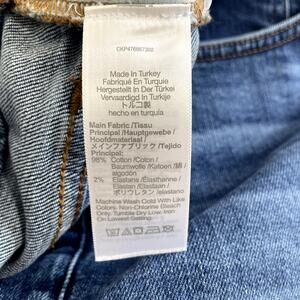 CKP476867302
Made In Turkey
Fabriqué En Turquie
Hergestellt In Der Türkei
Vervaardigd In Turkije
トルコ製
hecho en turquía
Main Fabric /Tissu
Principal /Hauptgewebe /
Hoofdmateriaal /
メインファブリック /Tejido
Principal:
98% Cotton /Coton /
Baumwolle /Katoen /綿 /
algodón
2% Elastane /Élasthanne /
Elastan /Elastaan /
ポリウレタン /elastano
Machine Wash Cold With Like
Colors. Non-Chlorine Bleach
Only. Tumble Dry Low. Iron
On Lowest Setting.